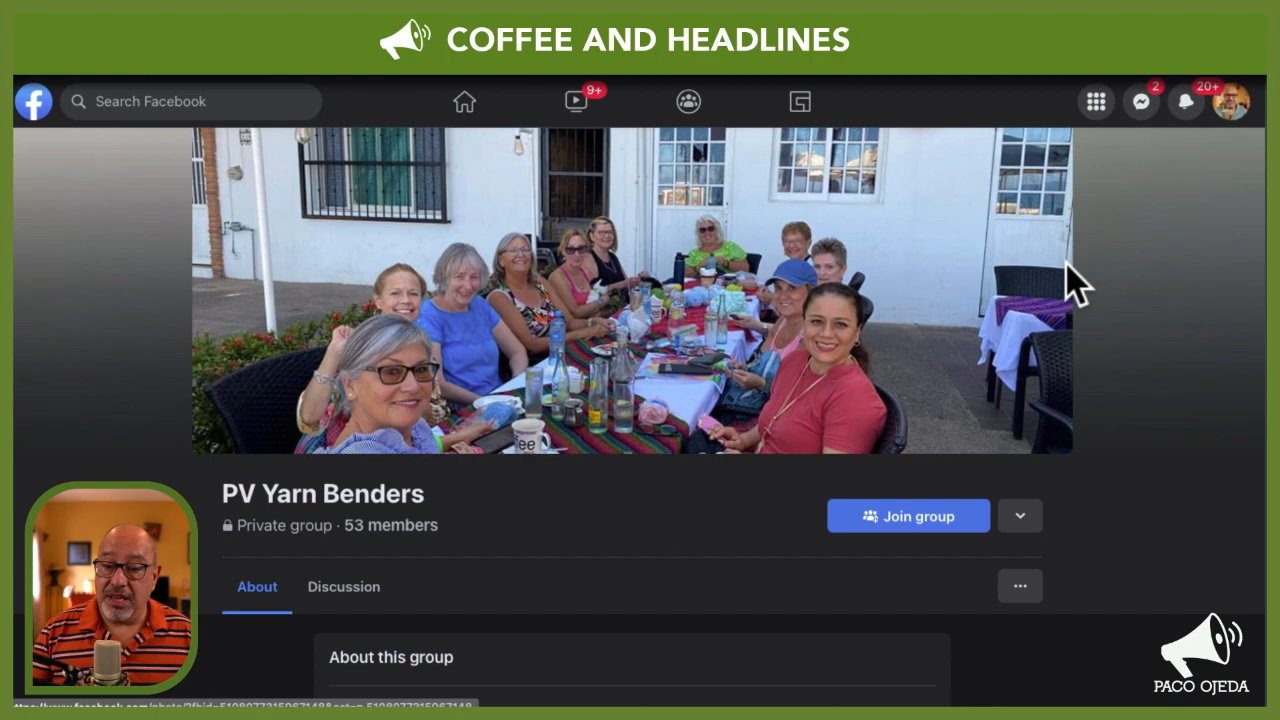 COFFEE AND HEADLINES
Search Facebook
9+
2
20+
ee
PV Yarn Benders
Private group · 53 members
Join group
About
Discussion
About this group
PACO OJEDA